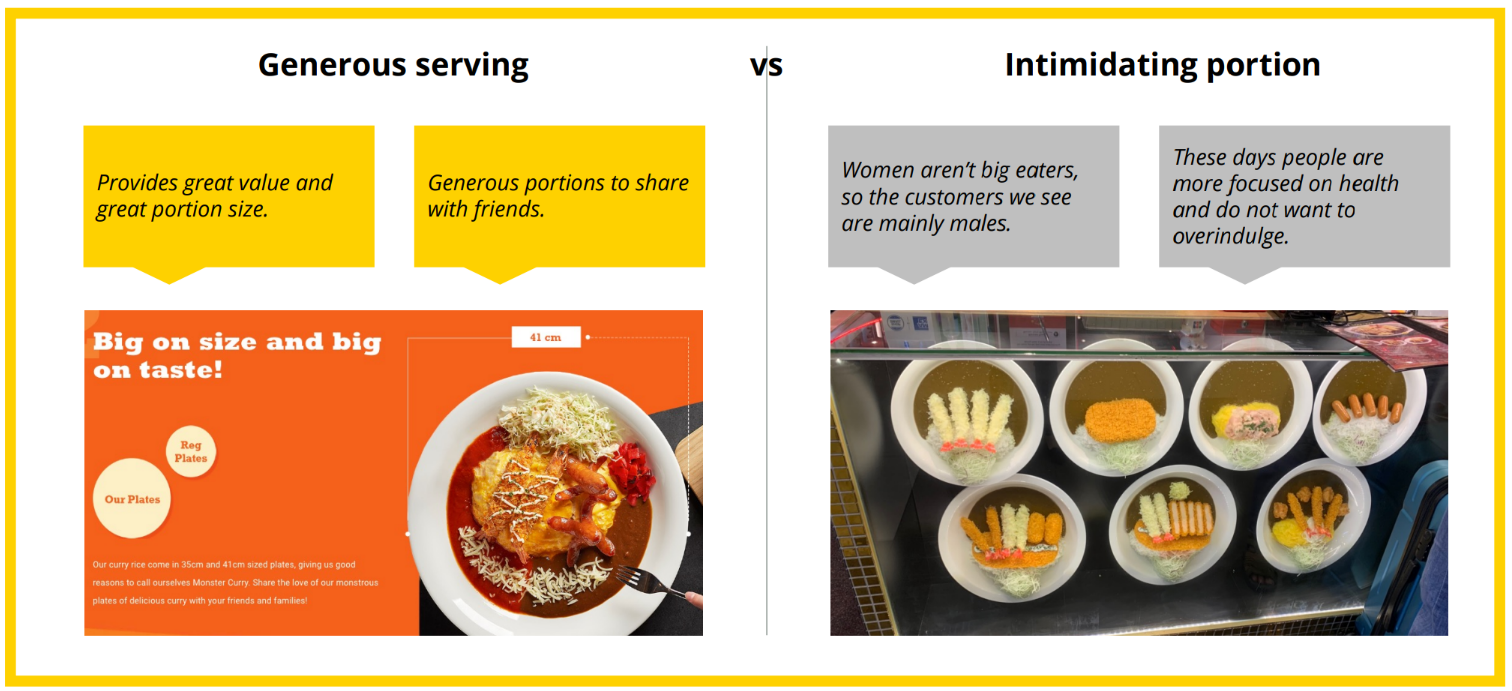 Generous serving
vs
Intimidating portion
Provides great value and
great portion size.
Generous portions to share
with friends.
Women aren’t big eaters,
so the customers we see
are mainly males.
These days people are
more focused on health
and do not want to
overindulge.
Big on size and big
on taste!
41 cm
Reg
Plates
Our Plates
Our curry rice come in 35cm and 41cm sized plates, giving us good
reasons to call ourselves Monster Curry. Share the love of our monstrous
plates of delicious curry with your friends and families!